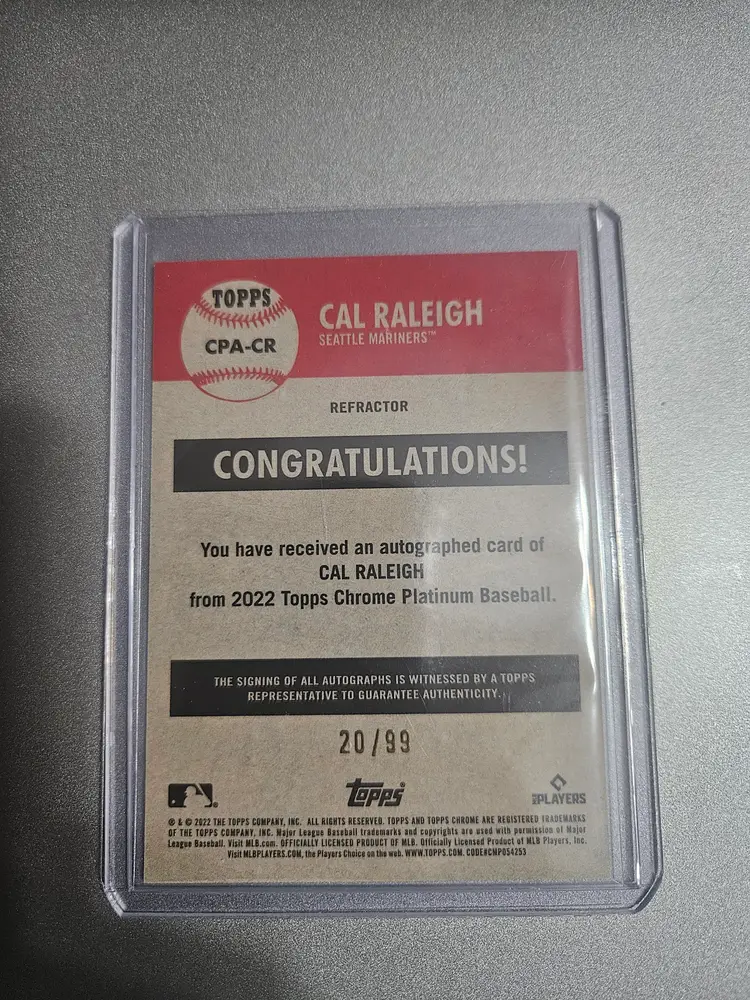 TOPPS
CPA-CR
CAL RALEIGH
SEATTLE MARINERS™
REFRACTOR
CONGRATULATIONS!
You have received an autographed card of
CAL RALEIGH
from 2022 Topps Chrome Platinum Baseball.
THE SIGNING OF ALL AUTOGRAPHS IS WITNESSED BY A TOPPS
REPRESENTATIVE TO GUARANTEE AUTHENTICITY.
20/99
topps®
MLB PLAYERS
® & © 2022 THE TOPPS COMPANY, INC. ALL RIGHTS RESERVED. TOPPS AND TOPPS CHROME ARE REGISTERED TRADEMARKS
OF THE TOPPS COMPANY, INC. Major League Baseball trademarks and copyrights are used with permission of Major
League Baseball. Visit MLB.com. OFFICIALLY LICENSED PRODUCT OF MLB. Officially Licensed Product of MLB Players, Inc.
Visit MLBPLAYERS.COM, the Players Choice on the web. WWW.TOPPS.COM. CODE#CMP054253